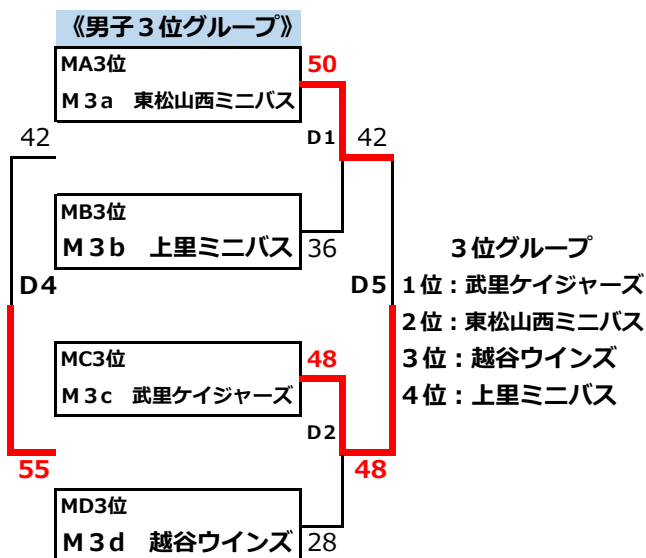 《男子３位グループ》
MA3位
50
Ｍ３a　東松山西ミニバス
42
D1
42
MB3位
Ｍ３b　上里ミニバス
36
３位グループ
D4
D5
１位：武里ケイジャーズ
２位：東松山西ミニバス
MC3位
48
３位：越谷ウインズ
Ｍ３c　武里ケイジャーズ
４位：上里ミニバス
D2
55
48
MD3位
Ｍ３d　越谷ウインズ
28